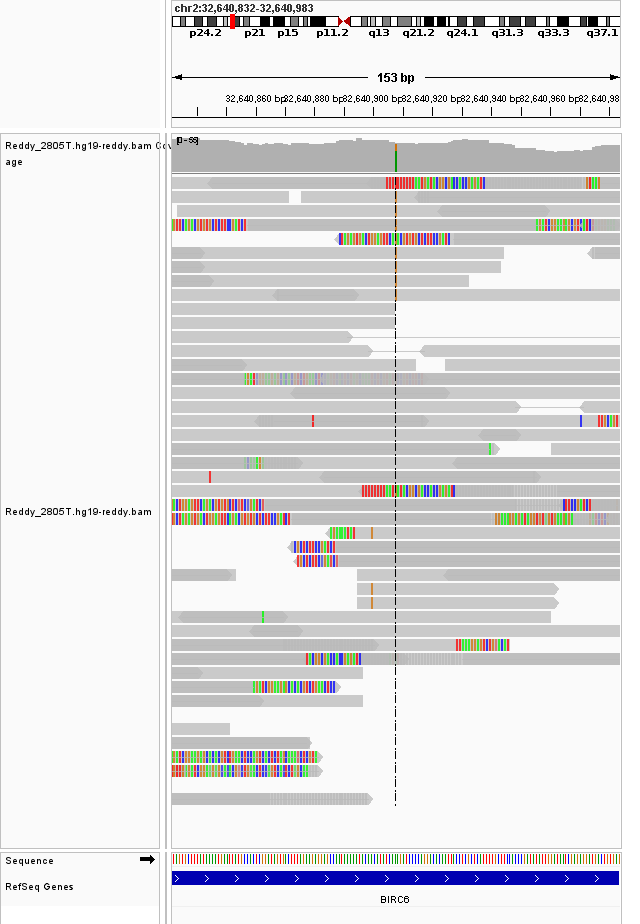 chr2:32,640,832-32,640,983
p24.2 p21 p15 p11.2 q13 q21.2 q24.1 q31.3 q33.3 q37.1
153 bp
32,640,860 bp 32,640,880 bp 32,640,900 bp 32,640,920 bp 32,640,940 bp 32,640,960 bp 32,640,98
Reddy_2805T.hg19-reddy.bam Cov
age
Reddy_2805T.hg19-reddy.bam
Sequence
RefSeq Genes
BIRC6